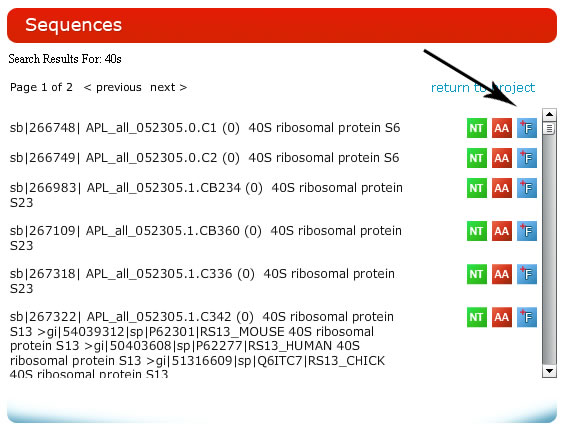 Sequences
Search Results For: 40s
Page 1 of 2 < previous next >
return to project
sb|266748| APL_all_052305.0.C1 (0) 40S ribosomal protein S6
NT AA +F
sb|266749| APL_all_052305.0.C2 (0) 40S ribosomal protein S6
NT AA +F
sb|266983| APL_all_052305.1.CB234 (0) 40S ribosomal protein
S23
NT AA +F
sb|267109| APL_all_052305.1.CB360 (0) 40S ribosomal protein
S23
NT AA +F
sb|267318| APL_all_052305.1.C336 (0) 40S ribosomal protein
S23
NT AA +F
sb|267322| APL_all_052305.1.C342 (0) 40S ribosomal protein
S13 >gi|54039312|sp|P62301|RS13_MOUSE 40S ribosomal
protein S13 >gi|50403608|sp|P62277|RS13_HUMAN 40S
ribosomal protein S13 >gi|51316609|sp|Q6ITC7|RS13_CHICK
40S ribosomal protein S13
NT AA +F